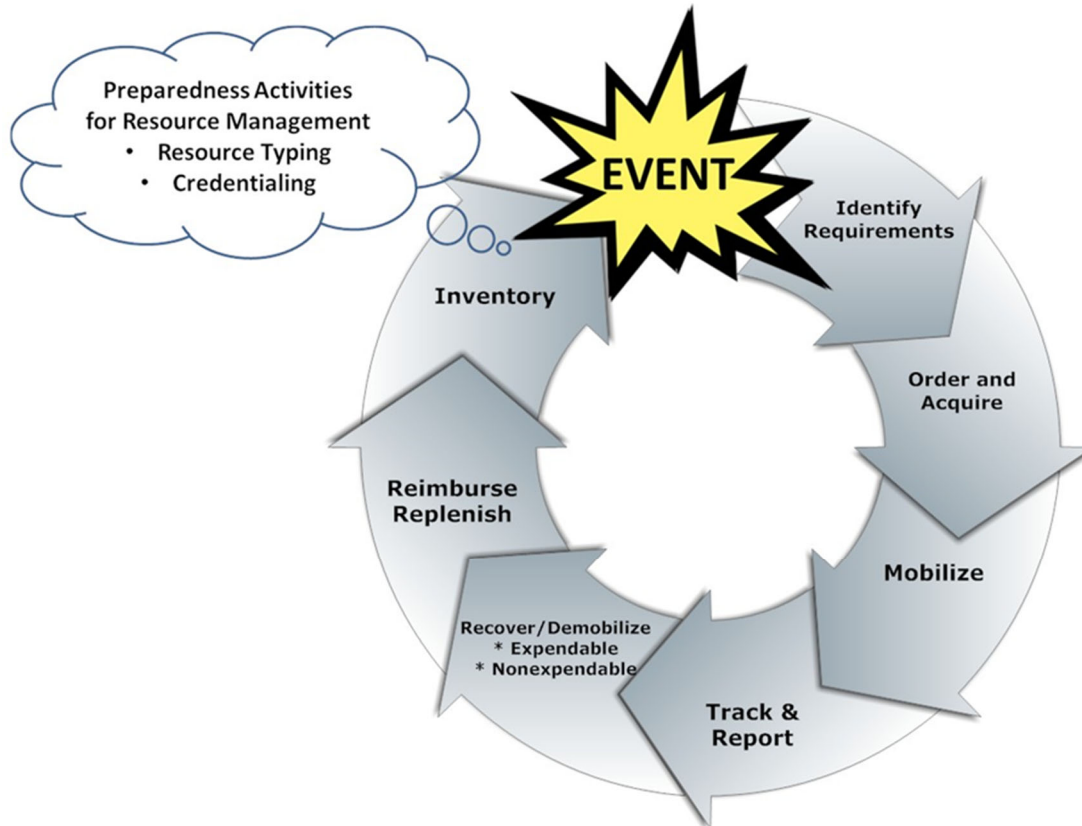 Preparedness Activities
for Resource Management
• Resource Typing
• Credentialing
EVENT
Identify
Requirements
Order and
Acquire
Mobilize
Track &
Report
Recover/Demobilize
* Expendable
* Nonexpendable
Reimburse
Replenish
Inventory